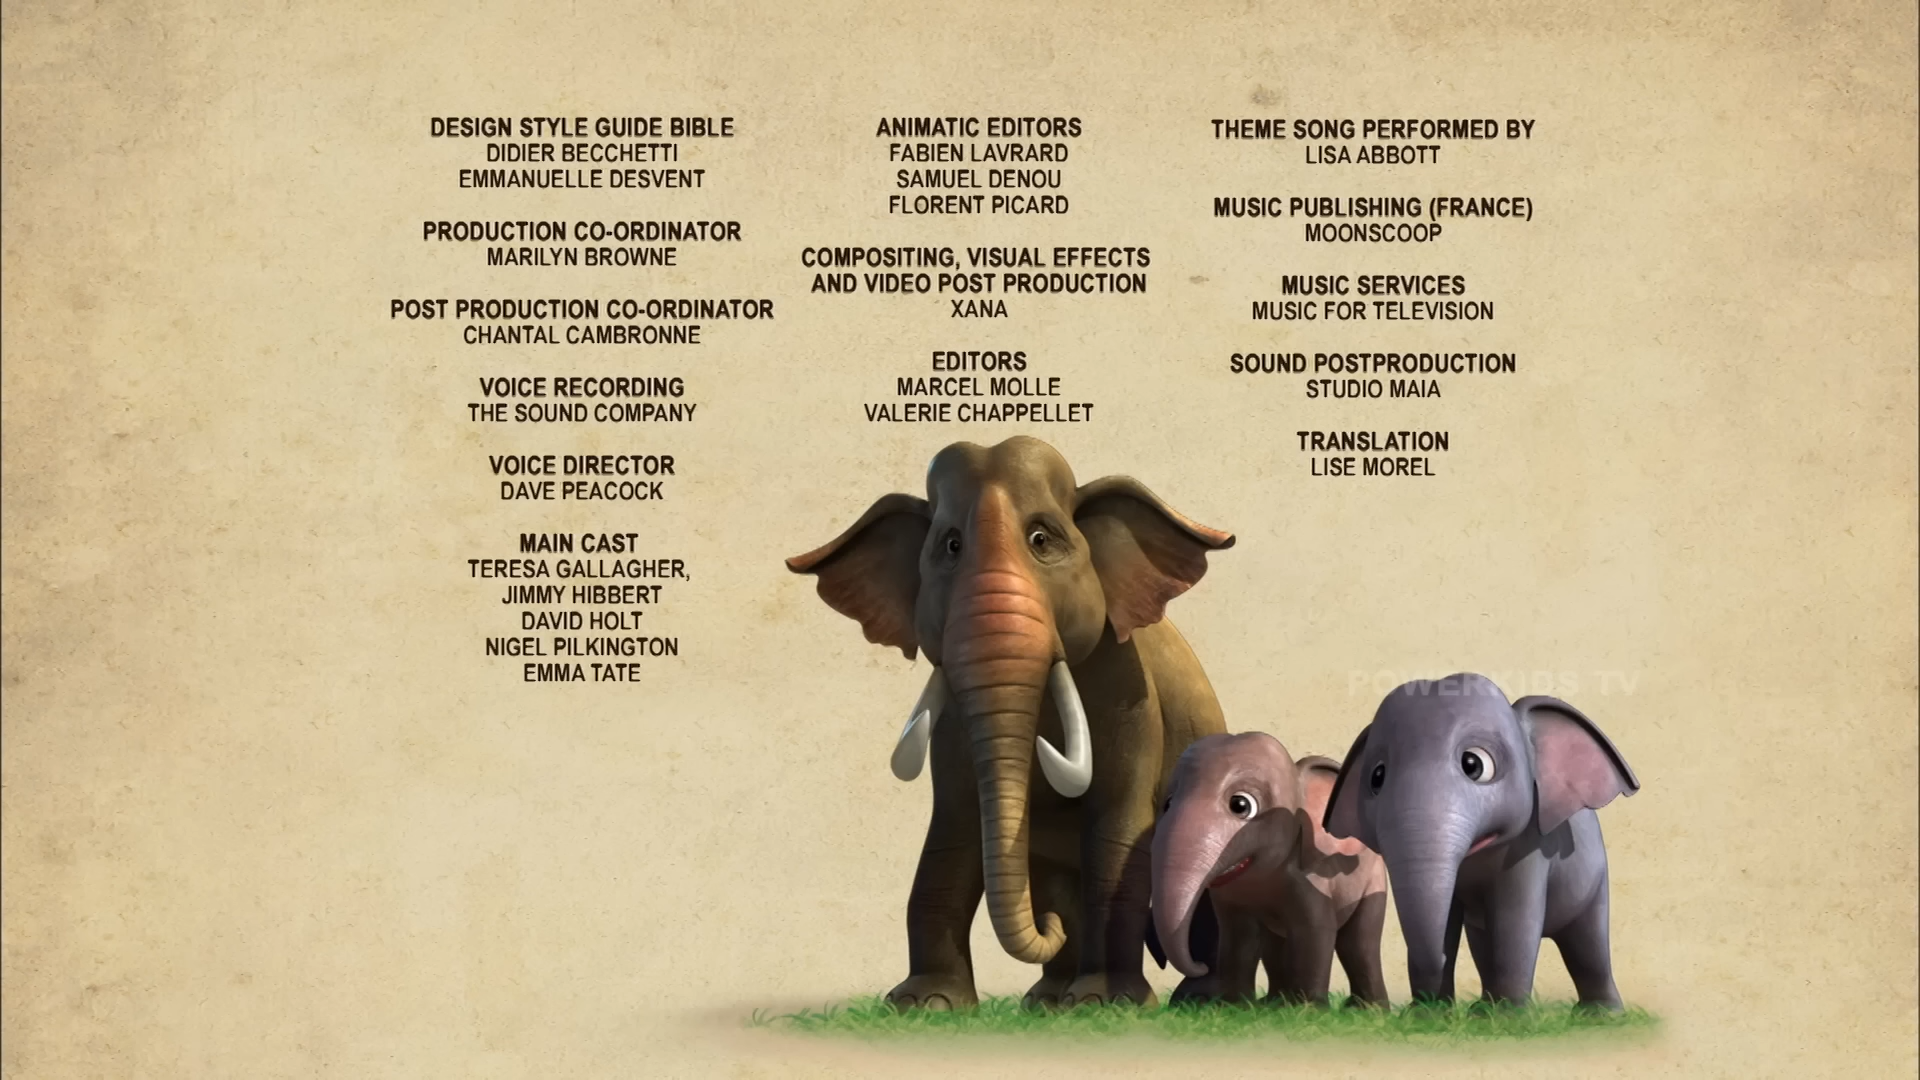 DESIGN STYLE GUIDE BIBLE
DIDIER BECCHETTI
EMMANUELLE DESVENT
PRODUCTION CO-ORDINATOR
MARILYN BROWNE
POST PRODUCTION CO-ORDINATOR
CHANTAL CAMBRONNE
VOICE RECORDING
THE SOUND COMPANY
VOICE DIRECTOR
DAVE PEACOCK
MAIN CAST
TERESA GALLAGHER,
JIMMY HIBBERT
DAVID HOLT
NIGEL PILKINGTON
EMMA TATE
ANIMATIC EDITORS
FABIEN LAVRARD
SAMUEL DENOU
FLORENT PICARD
COMPOSITING, VISUAL EFFECTS
AND VIDEO POST PRODUCTION
XANA
EDITORS
MARCEL MOLLE
VALERIE CHAPPELLET
THEME SONG PERFORMED BY
LISA ABBOTT
MUSIC PUBLISHING (FRANCE)
MOONSCOOP
MUSIC SERVICES
MUSIC FOR TELEVISION
SOUND POSTPRODUCTION
STUDIO MAIA
TRANSLATION
LISE MOREL
POWERKIDS TV